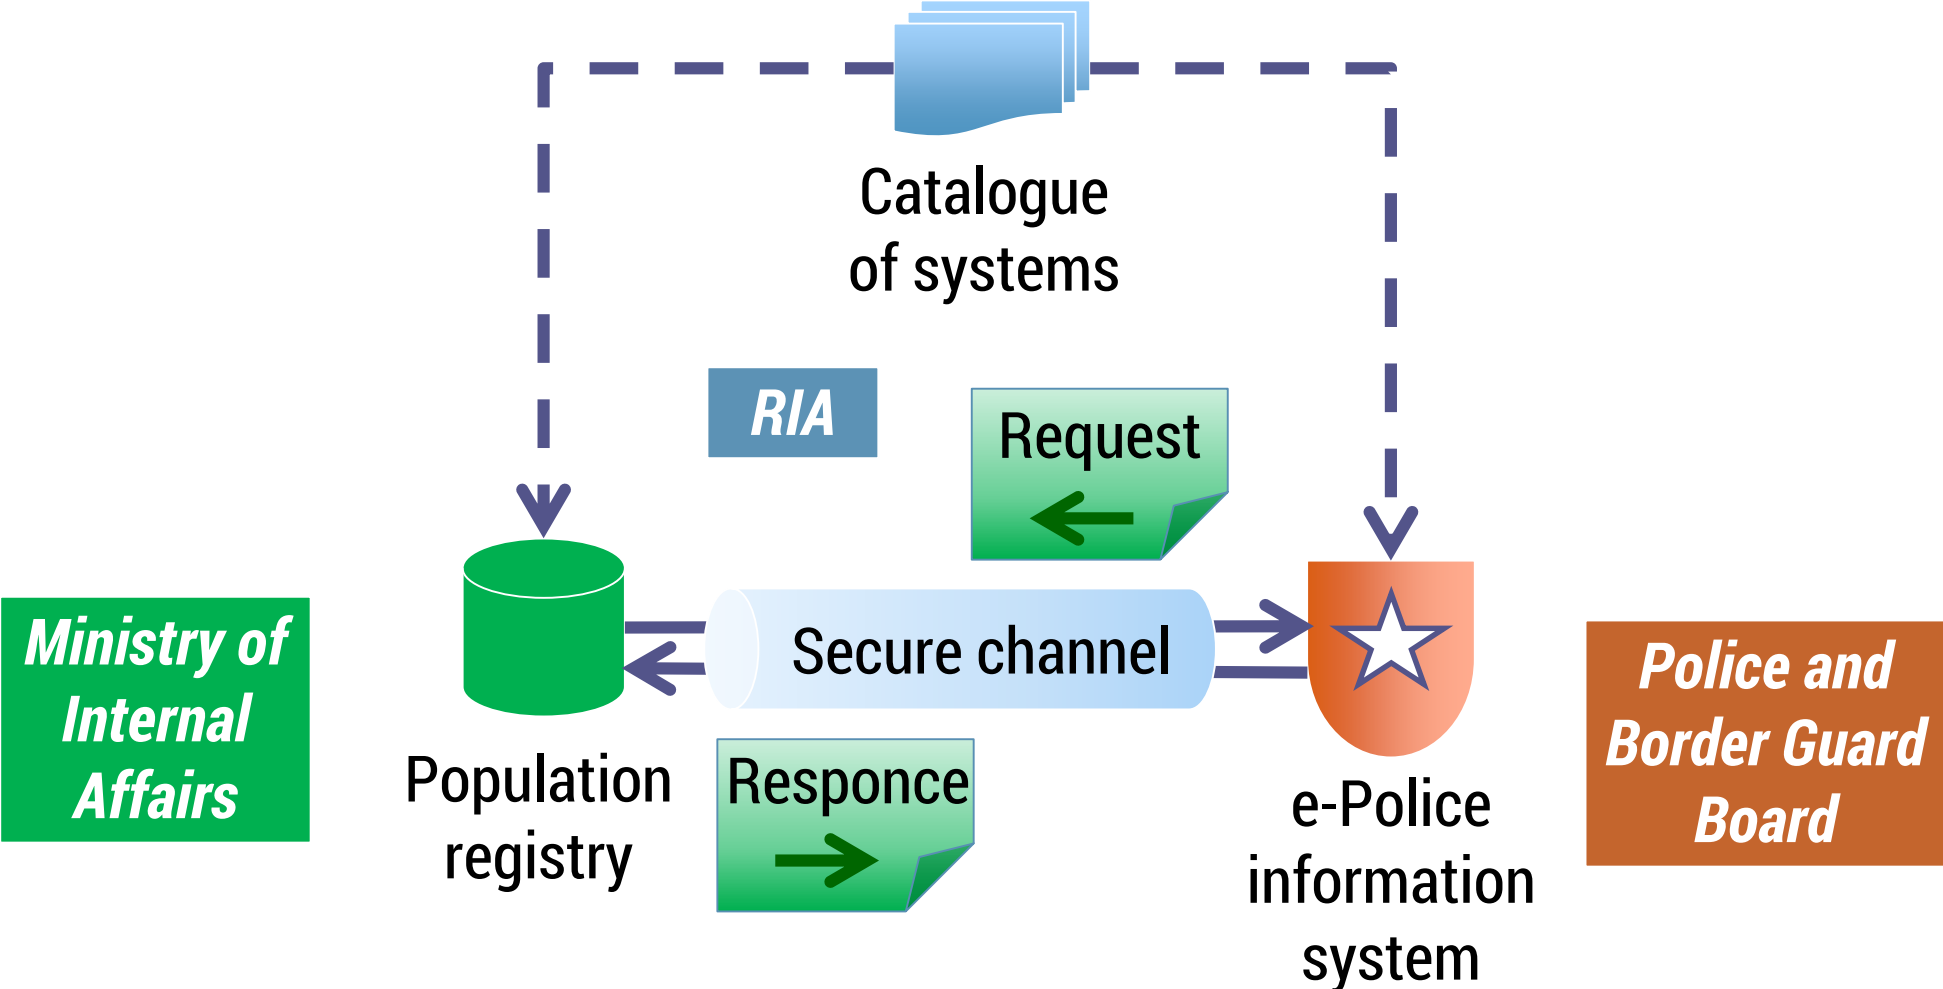 Catalogue
of systems
RIA
Request
Ministry of
Internal
Affairs
Secure channel
Police and
Border Guard
Board
Population
registry
Responce
e-Police
information
system